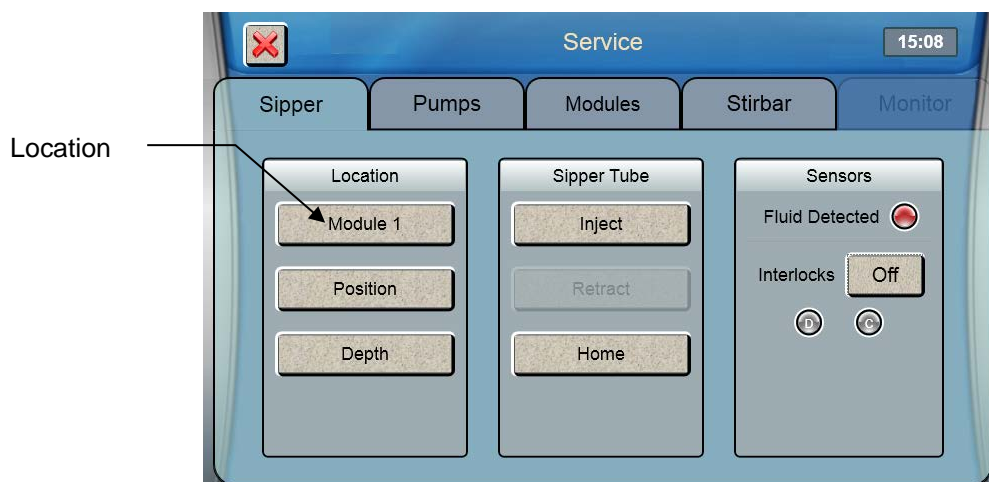 Service
15:08
Sipper
Pumps
Modules
Stirbar
Monitor
Location
Location
Module 1
Position
Depth
Sipper Tube
Inject
Retract
Home
Sensors
Fluid Detected
Interlocks
Off
D
C